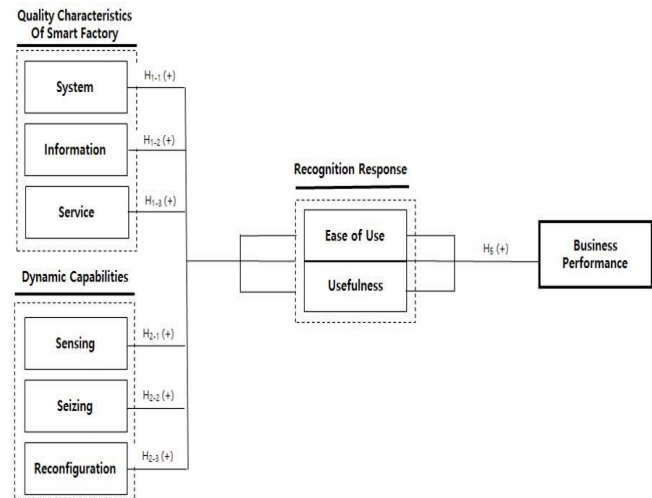 Quality Characteristics
Of Smart Factory
System
H1-1 (+)
Information
H1-2 (+)
Service
H1-3 (+)
Dynamic Capabilities
Sensing
H2-1 (+)
Seizing
H2-2 (+)
Reconfiguration
H2-3 (+)
Recognition Response
Ease of Use
Usefulness
H5 (+)
Business
Performance